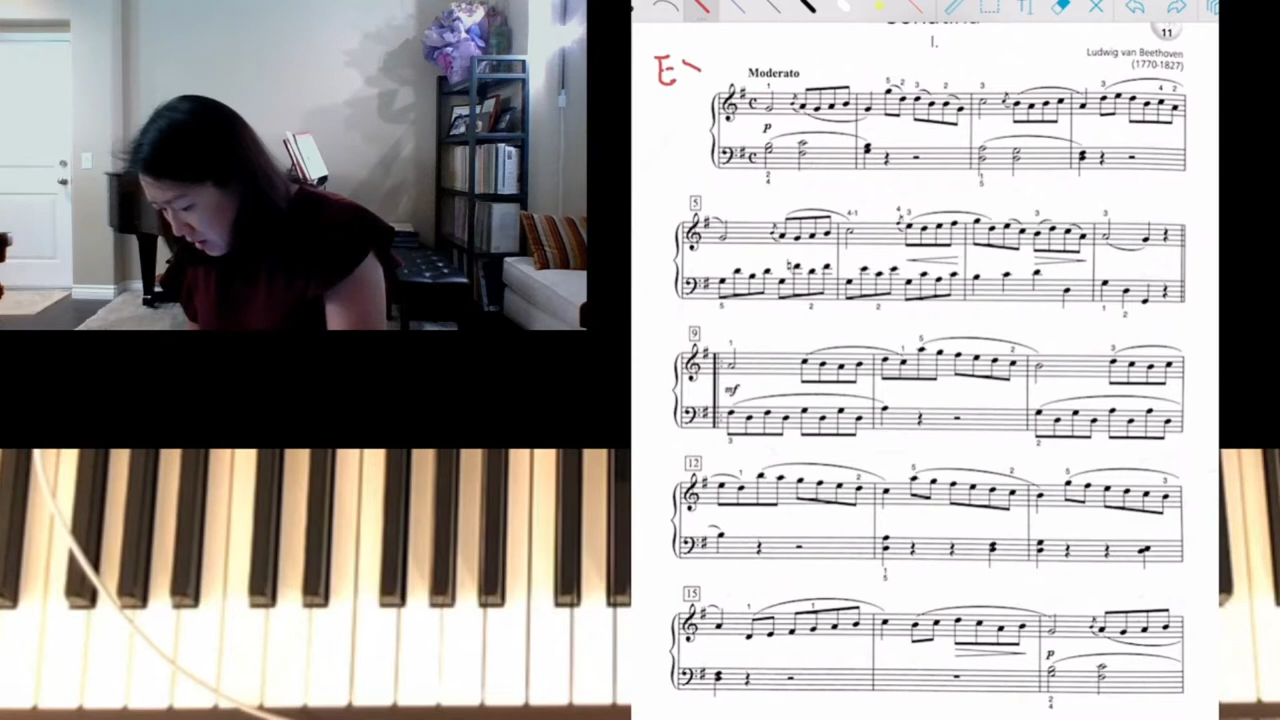 Sonatina
I.
11
Ludwig van Beethoven
(1770-1827)
E
Moderato
p
5
9
mf
12
15
p